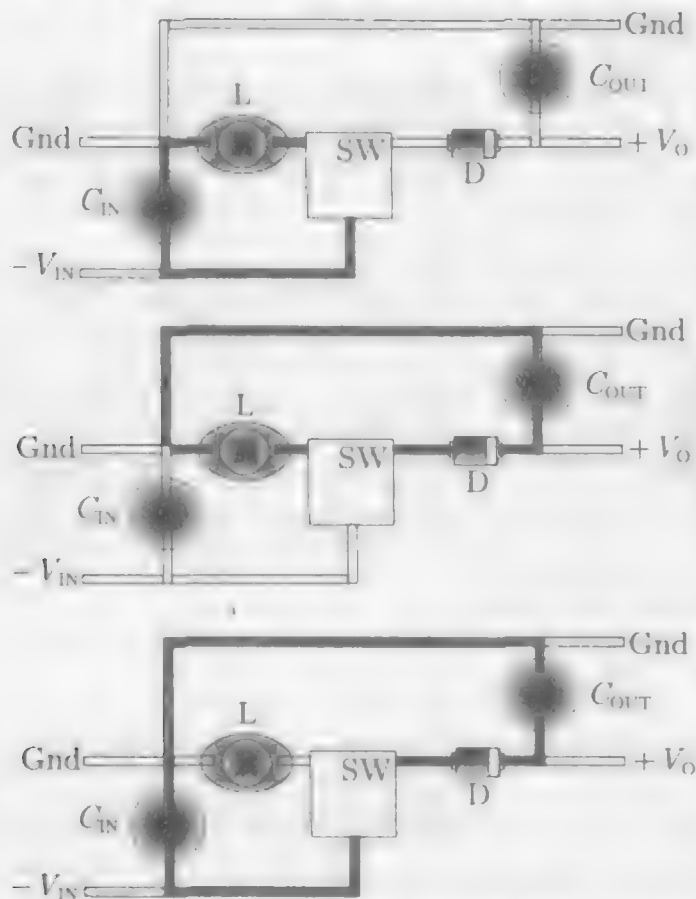 Gnd
C_OUT
L
Gnd
SW
+ V_O
D
C_IN
− V_IN
Gnd
C_OUT
L
Gnd
SW
+ V_O
D
C_IN
− V_IN
Gnd
C_OUT
L
Gnd
SW
+ V_O
D
C_IN
− V_IN